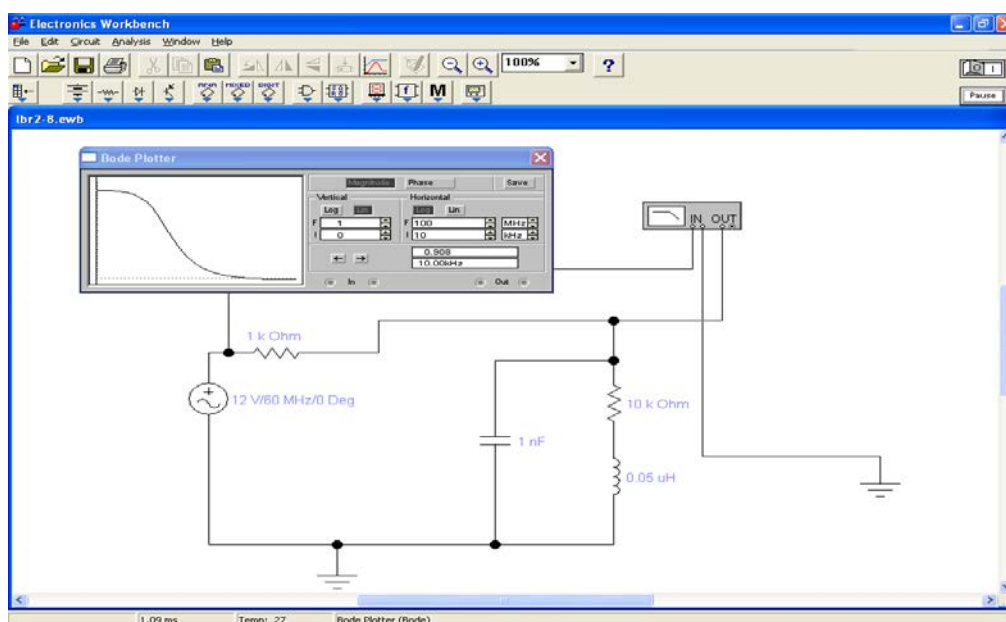 Electronics Workbench
File Edit Circuit Analysis Window Help
100%
?
ANA MIXED DIGIT
M
Pause
lbr2-8.ewb
Bode Plotter
Magnitude Phase Save
Vertical Horizontal
Log Lin Log Lin
F 1 F 100 MHz
I 0 I 10 kHz
0.908
10.00kHz
In Out
IN OUT
1 k Ohm
12 V/60 MHz/0 Deg
10 k Ohm
1 nF
0.05 uH
1.09 ms Temp: 27 Bode Plotter (Bode)